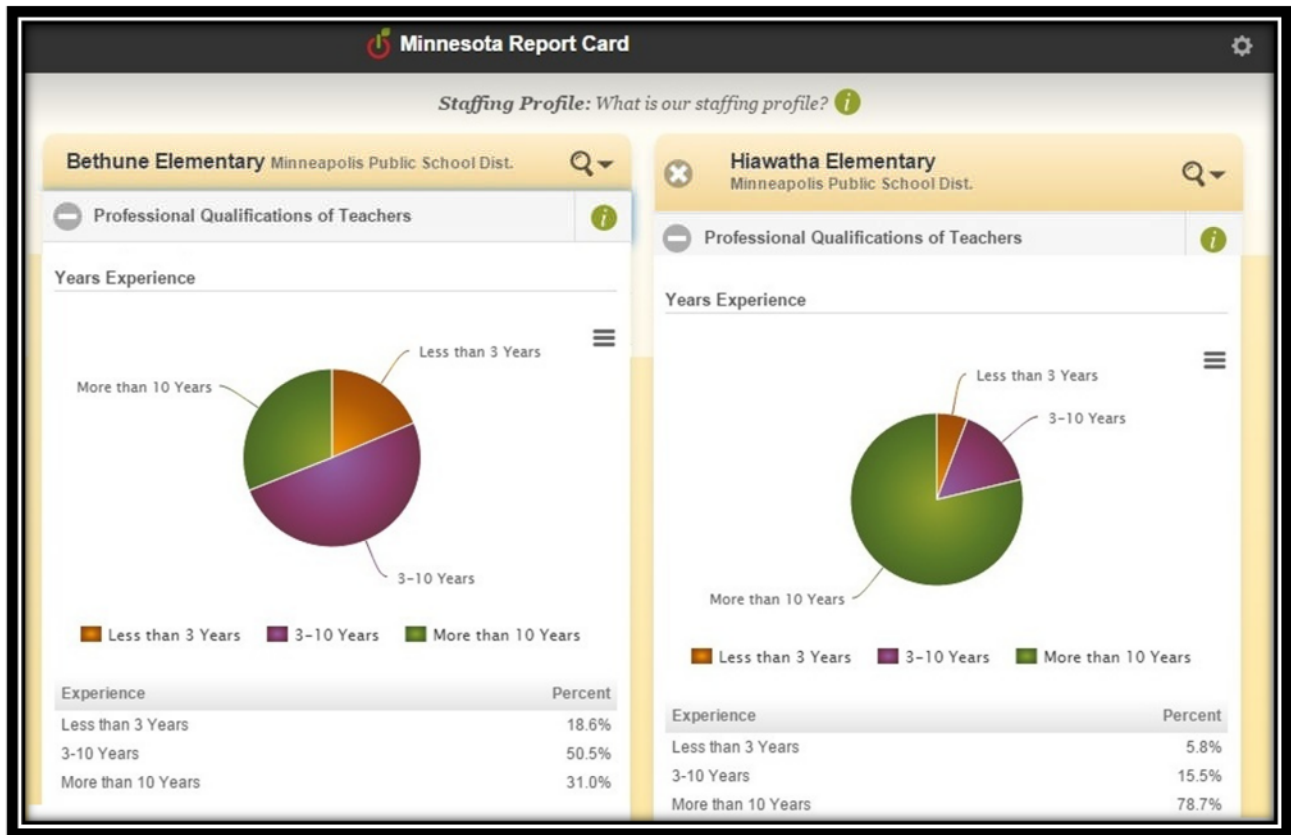 Minnesota Report Card
Staffing Profile: What is our staffing profile? i
Bethune Elementary Minneapolis Public School Dist.
Professional Qualifications of Teachers i
Years Experience
Less than 3 Years
More than 10 Years
3-10 Years
Less than 3 Years 3-10 Years More than 10 Years
Experience Percent
Less than 3 Years 18.6%
3-10 Years 50.5%
More than 10 Years 31.0%
Hiawatha Elementary
Minneapolis Public School Dist.
Professional Qualifications of Teachers i
Years Experience
Less than 3 Years
3-10 Years
More than 10 Years
Less than 3 Years 3-10 Years More than 10 Years
Experience Percent
Less than 3 Years 5.8%
3-10 Years 15.5%
More than 10 Years 78.7%